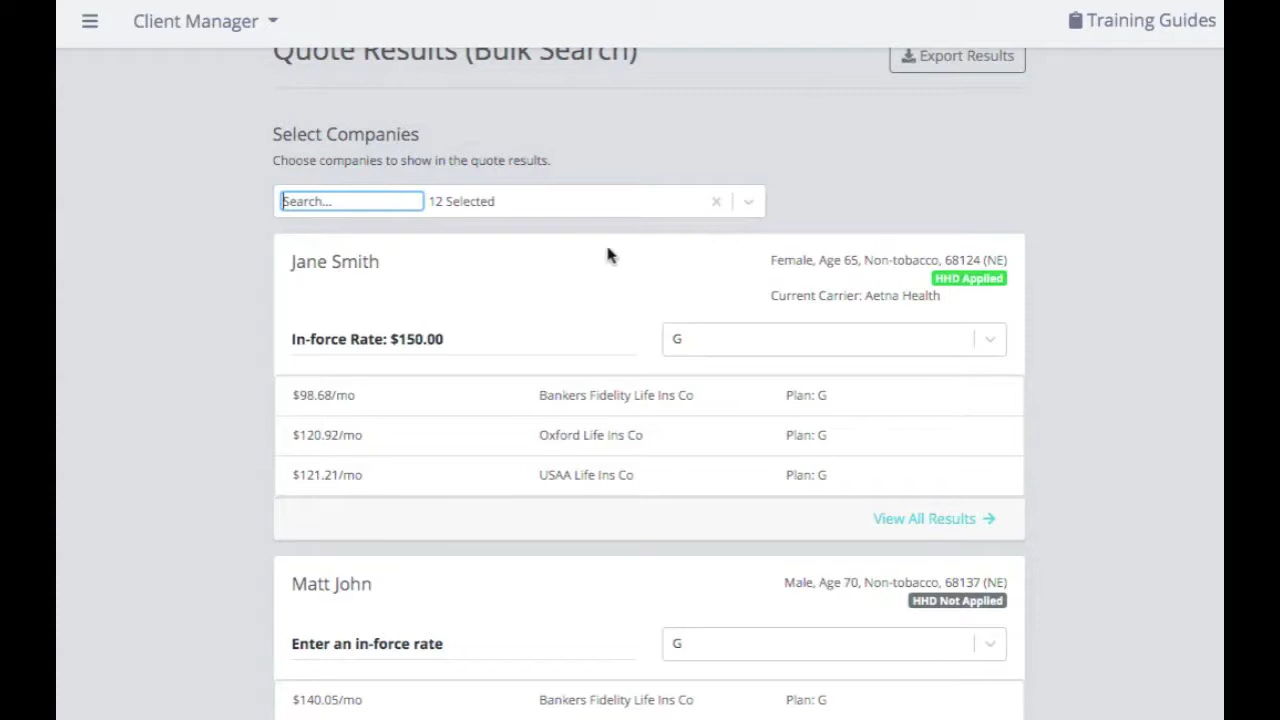 Client Manager
Training Guides
Quote Results (Bulk Search)
Export Results
Select Companies
Choose companies to show in the quote results.
Search... 12 Selected
Jane Smith
Female, Age 65, Non-tobacco, 68124 (NE)
HHD Applied
Current Carrier: Aetna Health
In-force Rate: $150.00
G
$98.68/mo Bankers Fidelity Life Ins Co Plan: G
$120.92/mo Oxford Life Ins Co Plan: G
$121.21/mo USAA Life Ins Co Plan: G
View All Results
Matt John
Male, Age 70, Non-tobacco, 68137 (NE)
HHD Not Applied
Enter an in-force rate
G
$140.05/mo Bankers Fidelity Life Ins Co Plan: G